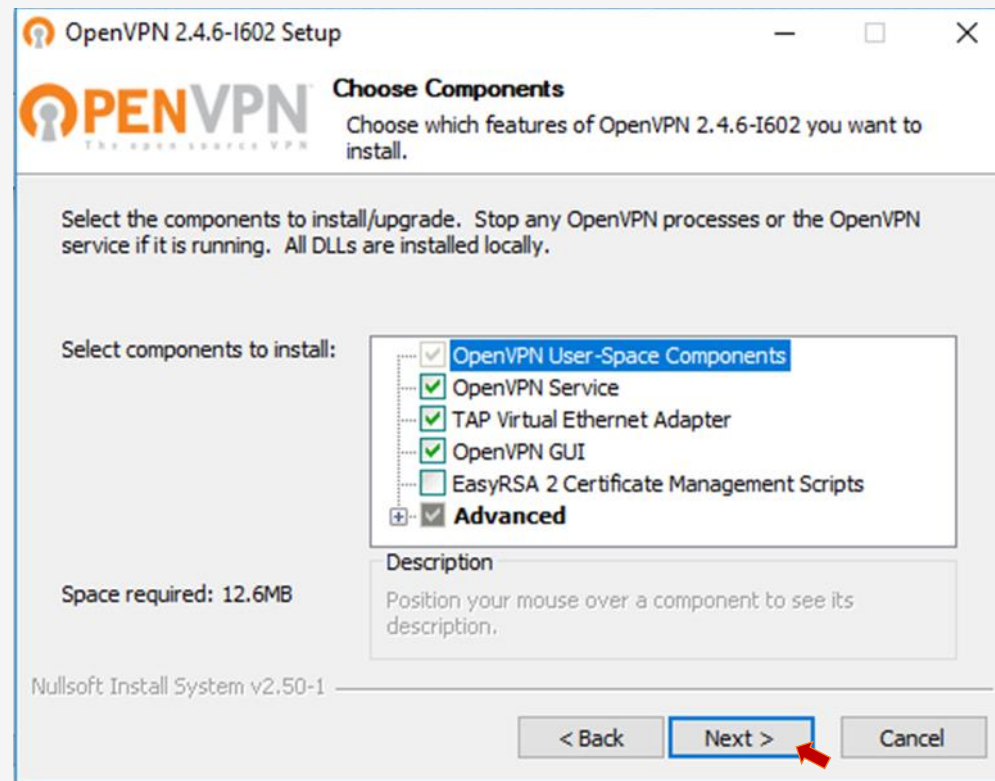 OpenVPN 2.4.6-I602 Setup
OPENVPN
The open source VPN
Choose Components
Choose which features of OpenVPN 2.4.6-I602 you want to
install.
Select the components to install/upgrade. Stop any OpenVPN processes or the OpenVPN
service if it is running. All DLLs are installed locally.
Select components to install:
OpenVPN User-Space Components
OpenVPN Service
TAP Virtual Ethernet Adapter
OpenVPN GUI
EasyRSA 2 Certificate Management Scripts
Advanced
Space required: 12.6MB
Description
Position your mouse over a component to see its
description.
Nullsoft Install System v2.50-1
< Back
Next >
Cancel